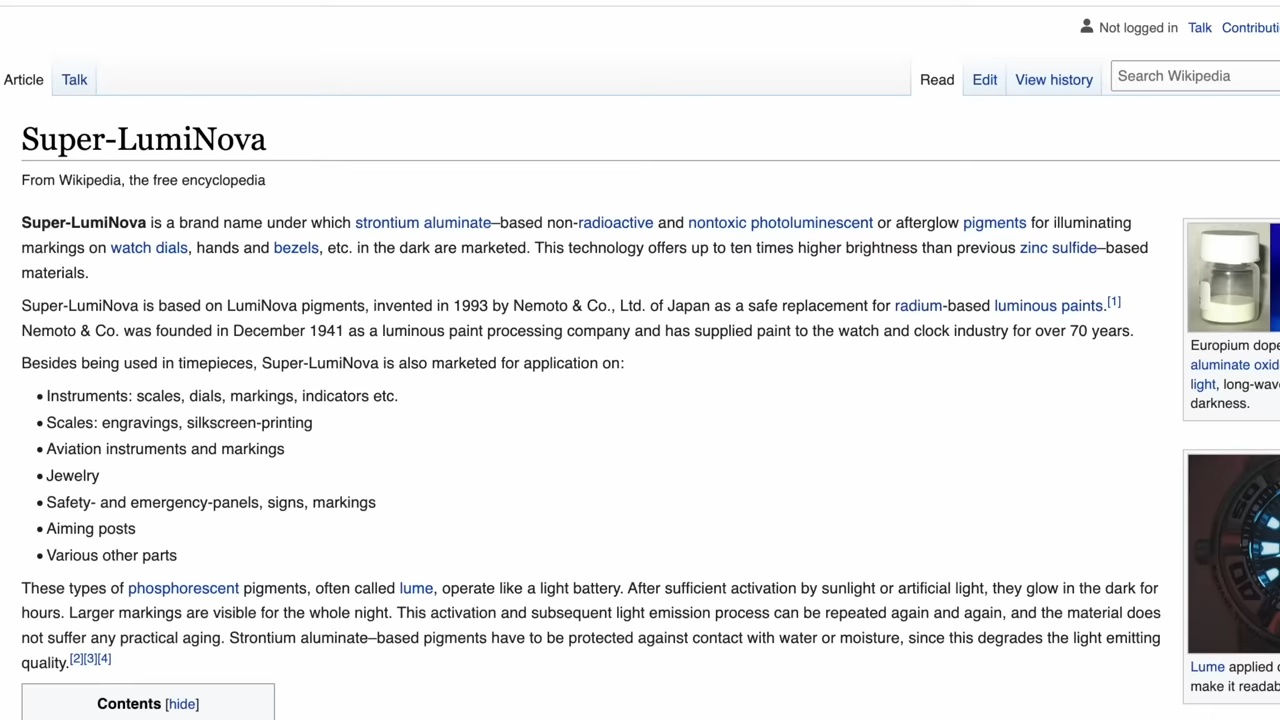 Not logged in Talk Contributi
Article Talk Read Edit View history Search Wikipedia
Super-LumiNova
From Wikipedia, the free encyclopedia
Super-LumiNova is a brand name under which strontium aluminate–based non-radioactive and nontoxic photoluminescent or afterglow pigments for illuminating
markings on watch dials, hands and bezels, etc. in the dark are marketed. This technology offers up to ten times higher brightness than previous zinc sulfide–based
materials.
Super-LumiNova is based on LumiNova pigments, invented in 1993 by Nemoto & Co., Ltd. of Japan as a safe replacement for radium-based luminous paints.[1]
Nemoto & Co. was founded in December 1941 as a luminous paint processing company and has supplied paint to the watch and clock industry for over 70 years.
Besides being used in timepieces, Super-LumiNova is also marketed for application on:
• Instruments: scales, dials, markings, indicators etc.
• Scales: engravings, silkscreen-printing
• Aviation instruments and markings
• Jewelry
• Safety- and emergency-panels, signs, markings
• Aiming posts
• Various other parts
These types of phosphorescent pigments, often called lume, operate like a light battery. After sufficient activation by sunlight or artificial light, they glow in the dark for
hours. Larger markings are visible for the whole night. This activation and subsequent light emission process can be repeated again and again, and the material does
not suffer any practical aging. Strontium aluminate–based pigments have to be protected against contact with water or moisture, since this degrades the light emitting
quality.[2][3][4]
Contents [hide]
Europium dope
aluminate oxid
light, long-wav
darkness.
50
40
Lume applied
make it readab